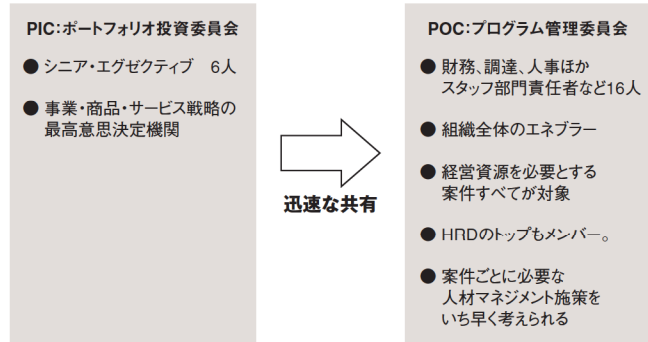 PIC:ポートフォリオ投資委員会
● シニア・エグゼクティブ 6人
● 事業・商品・サービス戦略の
最高意思決定機関
迅速な共有
POC:プログラム管理委員会
● 財務、調達、人事ほか
スタッフ部門責任者など16人
● 組織全体のエネブラー
● 経営資源を必要とする
案件すべてが対象
● HRDのトップもメンバー。
● 案件ごとに必要な
人材マネジメント施策を
いち早く考えられる